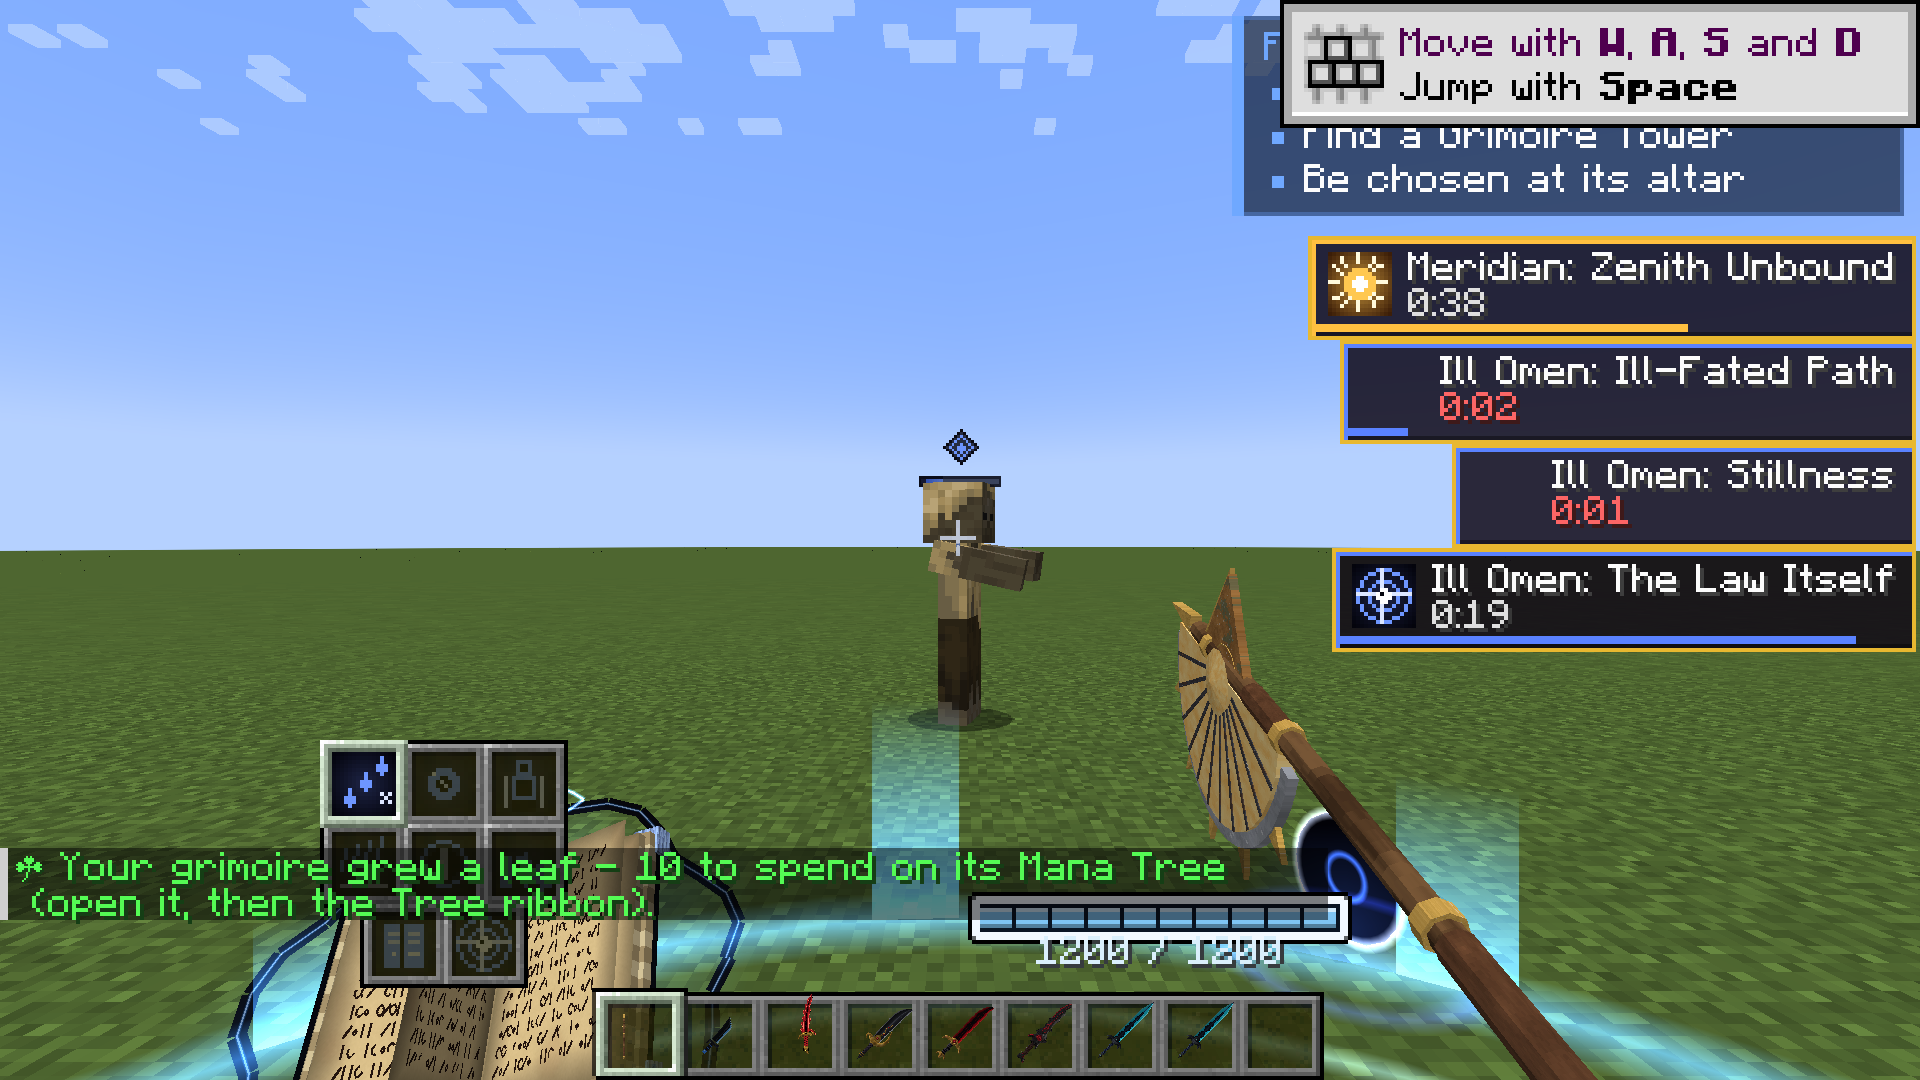 Move with W, A, S and D
Jump with Space
Find a Grimoire Tower
Be chosen at its altar
Meridian: Zenith Unbound
0:38
Ill Omen: Ill-Fated Path
0:02
Ill Omen: Stillness
0:01
Ill Omen: The Law Itself
0:19
☘ Your grimoire grew a leaf — 10 to spend on its Mana Tree
(open it, then the Tree ribbon).
1200 / 1200